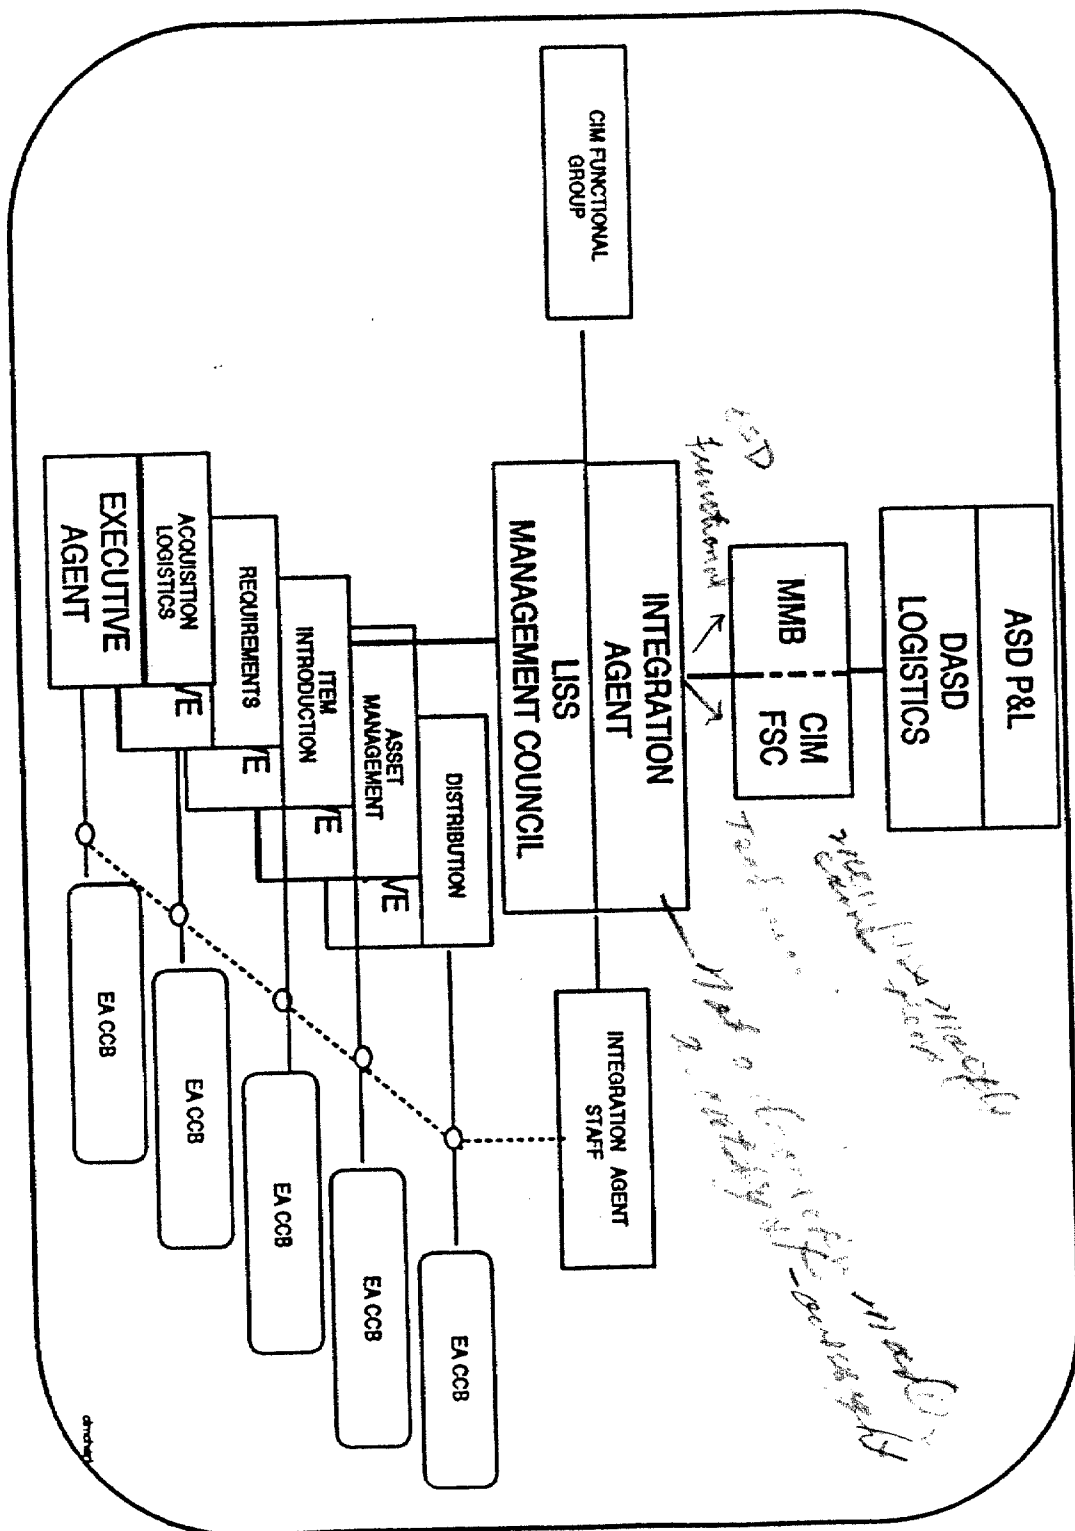 ASD P&L
DASD
LOGISTICS
MMB
CIM
FSC
INTEGRATION
AGENT
LISS
MANAGEMENT COUNCIL
CIM FUNCTIONAL
GROUP
INTEGRATION AGENT
STAFF
DISTRIBUTION
VE
ASSET
MANAGEMENT
VE
ITEM
INTRODUCTION
VE
REQUIREMENTS
VE
ACQUISITION
LOGISTICS
EXECUTIVE
AGENT
EA CCB
EA CCB
EA CCB
EA CCB
EA CCB
functional
Not a